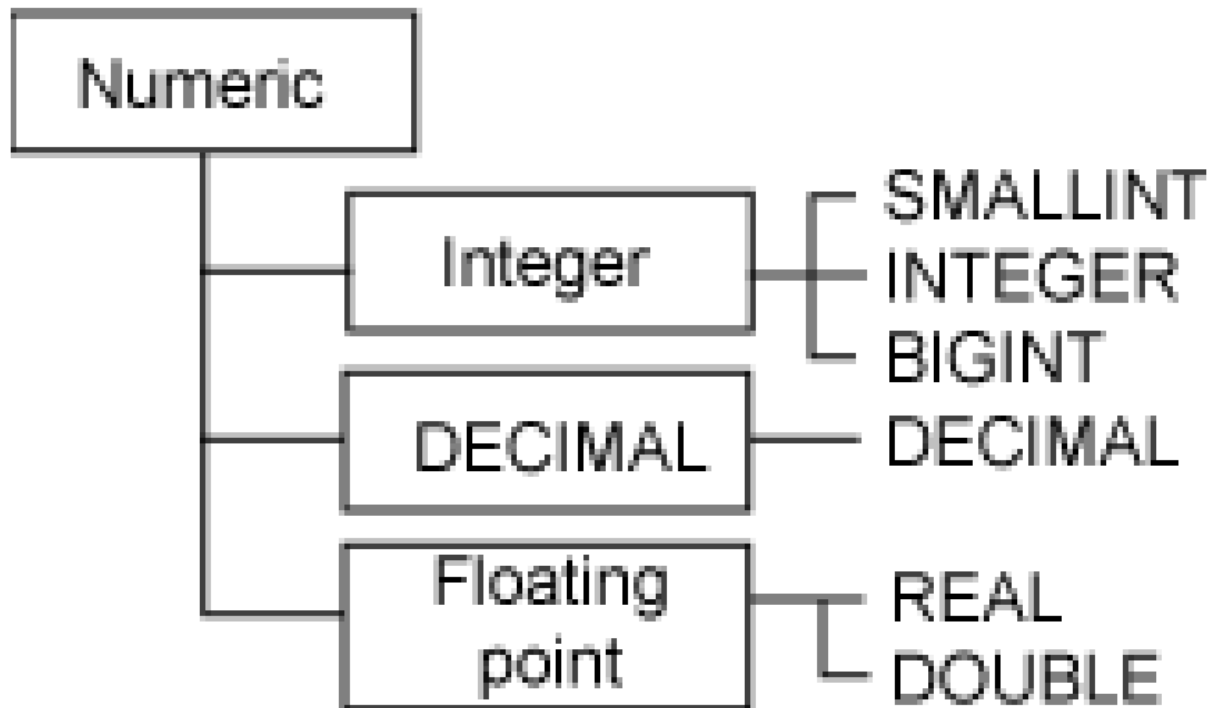 Numeric
Integer
SMALLINT
INTEGER
BIGINT
DECIMAL
DECIMAL
Floating
point
REAL
DOUBLE